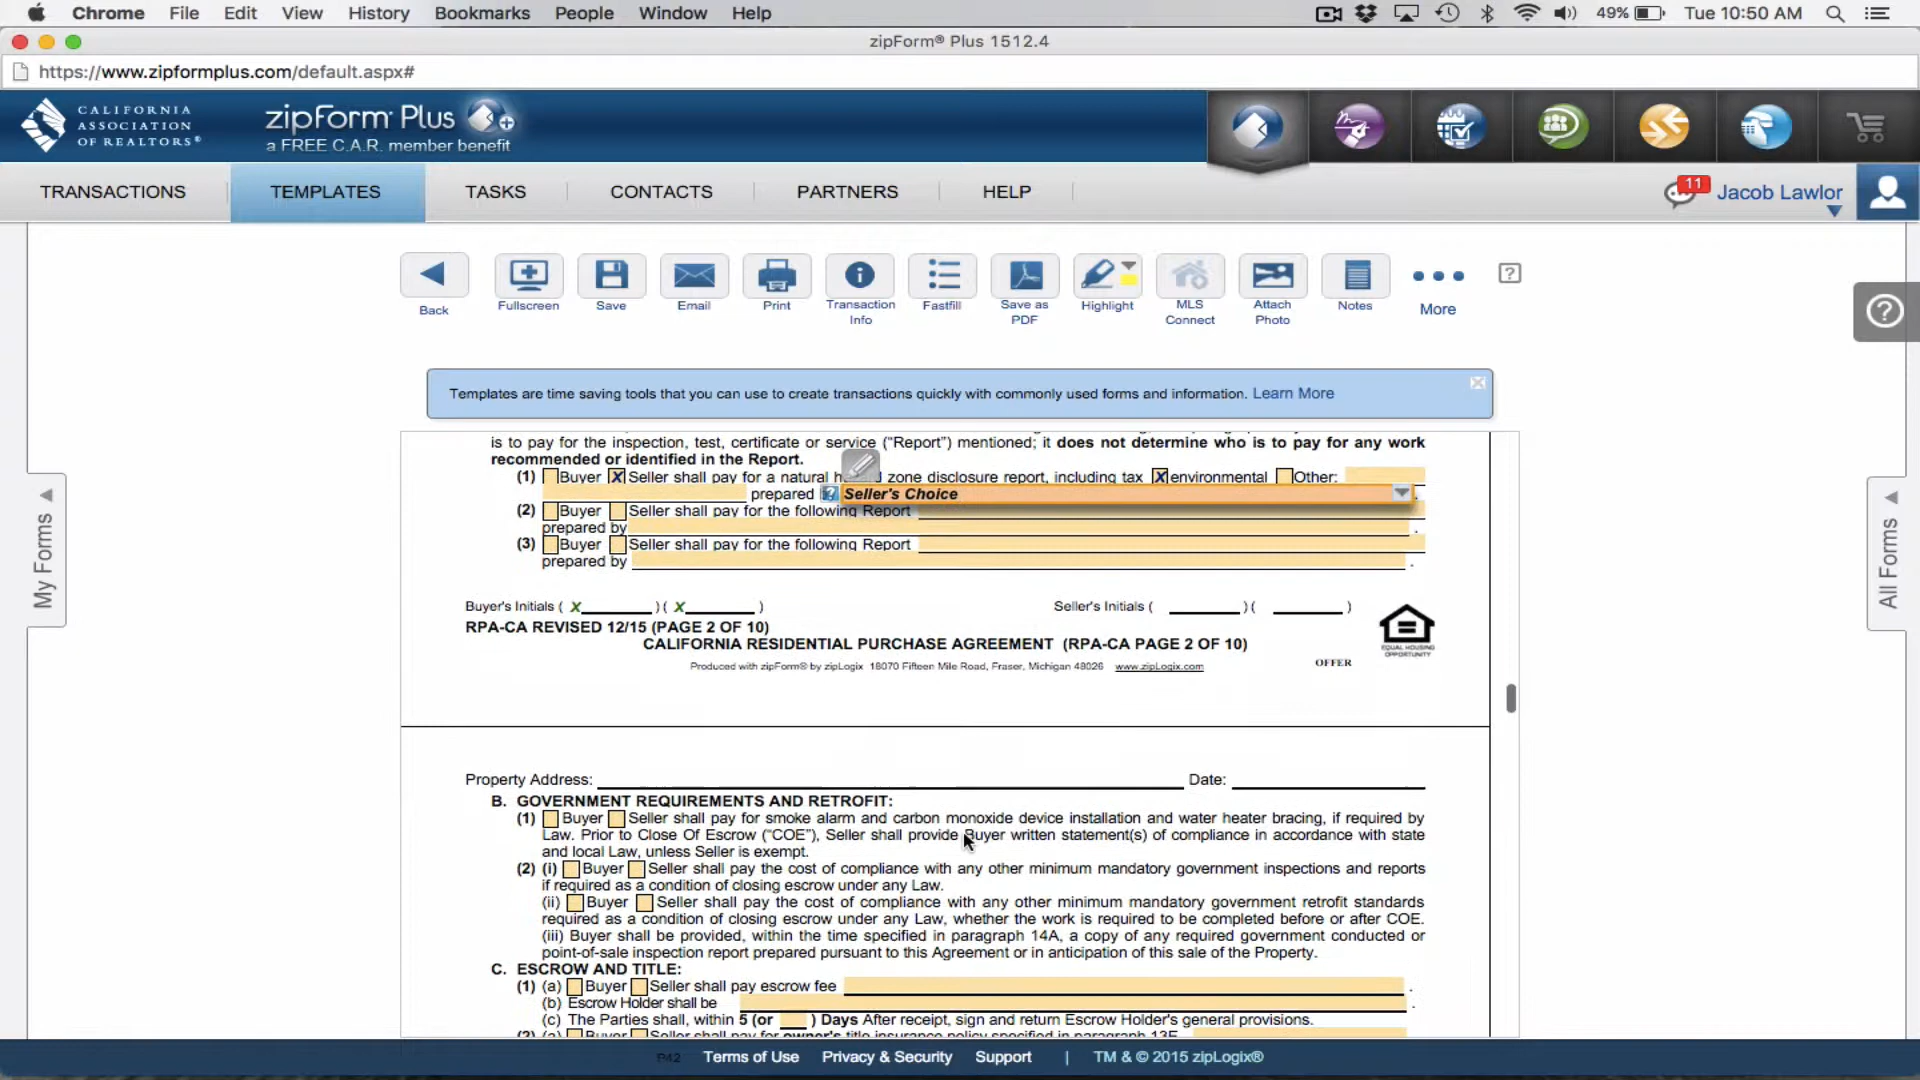 Chrome File Edit View History Bookmarks People Window Help 49% Tue 10:50 AM
zipForm® Plus 1512.4
https://www.zipformplus.com/default.aspx#
CALIFORNIA
ASSOCIATION
OF REALTORS®
zipForm® Plus
a FREE C.A.R. member benefit
TRANSACTIONS TEMPLATES TASKS CONTACTS PARTNERS HELP 11 Jacob Lawlor
Back Fullscreen Save Email Print Transaction Info Fastfill Save as PDF Highlight MLS Connect Attach Photo Notes More
Templates are time saving tools that you can use to create transactions quickly with commonly used forms and information. Learn More
My Forms
All Forms
is to pay for the inspection, test, certificate or service (“Report”) mentioned; it does not determine who is to pay for any work
recommended or identified in the Report.
(1) Buyer X Seller shall pay for a natural zone disclosure report, including tax X environmental Other:
prepared Seller's Choice .
(2) Buyer Seller shall pay for the following Report
prepared by .
(3) Buyer Seller shall pay for the following Report
prepared by .
Buyer's Initials ( X )( X ) Seller's Initials ( )( )
RPA-CA REVISED 12/15 (PAGE 2 OF 10)
CALIFORNIA RESIDENTIAL PURCHASE AGREEMENT (RPA-CA PAGE 2 OF 10)
EQUAL HOUSING
OPPORTUNITY
Produced with zipForm® by zipLogix 18070 Fifteen Mile Road, Fraser, Michigan 48026 www.zipLogix.com OFFER
Property Address: Date:
B. GOVERNMENT REQUIREMENTS AND RETROFIT:
(1) Buyer Seller shall pay for smoke alarm and carbon monoxide device installation and water heater bracing, if required by
Law. Prior to Close Of Escrow (“COE”), Seller shall provide Buyer written statement(s) of compliance in accordance with state
and local Law, unless Seller is exempt.
(2) (i) Buyer Seller shall pay the cost of compliance with any other minimum mandatory government inspections and reports
if required as a condition of closing escrow under any Law.
(ii) Buyer Seller shall pay the cost of compliance with any other minimum mandatory government retrofit standards
required as a condition of closing escrow under any Law, whether the work is required to be completed before or after COE.
(iii) Buyer shall be provided, within the time specified in paragraph 14A, a copy of any required government conducted or
point-of-sale inspection report prepared pursuant to this Agreement or in anticipation of this sale of the Property.
C. ESCROW AND TITLE:
(1) (a) Buyer Seller shall pay escrow fee .
(b) Escrow Holder shall be .
(c) The Parties shall, within 5 (or ) Days After receipt, sign and return Escrow Holder's general provisions.
(2) (a) Buyer Seller shall pay for owner's title insurance policy specified in paragraph 13E
P42 Terms of Use Privacy & Security Support | TM & © 2015 zipLogix®